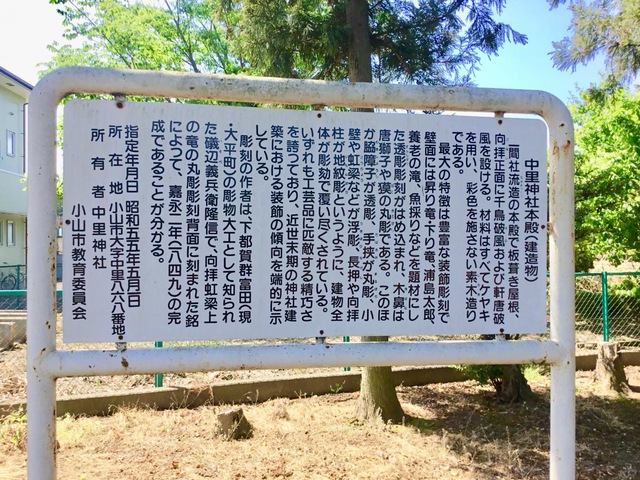 中里神社本殿(建造物)
一間社流造の本殿で板葺き屋根、
向拝正面に千鳥破風および軒唐破
風を設ける。材料はすべてケヤキ
を用い、彩色を施さない素木造り
である。
最大の特徴は豊富な装飾彫刻で
壁面には昇り竜・下り竜、浦島太郎、
養老の滝、魚採りなどを題材にし
た透彫彫刻がはめ込まれ、木鼻は
唐獅子や獏の丸彫である。このほ
か脇障子が透彫、手挟が丸彫、小
壁や虹梁などが浮彫、長押や向拝
柱が地紋彫というように、建物全
体が彫刻で覆い尽くされている。
いずれも工芸品に匹敵する精巧さ
を誇っており、近世末期の神社建
築における装飾の傾向を端的に示
している。
彫刻の作者は、下都賀群富田(現
・大平町)の彫物大工として知られ
た礒辺義兵衛隆信で、向拝虹梁上
の竜の丸彫彫刻背面に刻まれた銘
によって、嘉永二年(一八四九)の完
成であることが分かる。
指定年月日 昭和五五年五月一日
所在地 小山市大字中里八六八番地
所有者 中里神社
小山市教育委員会